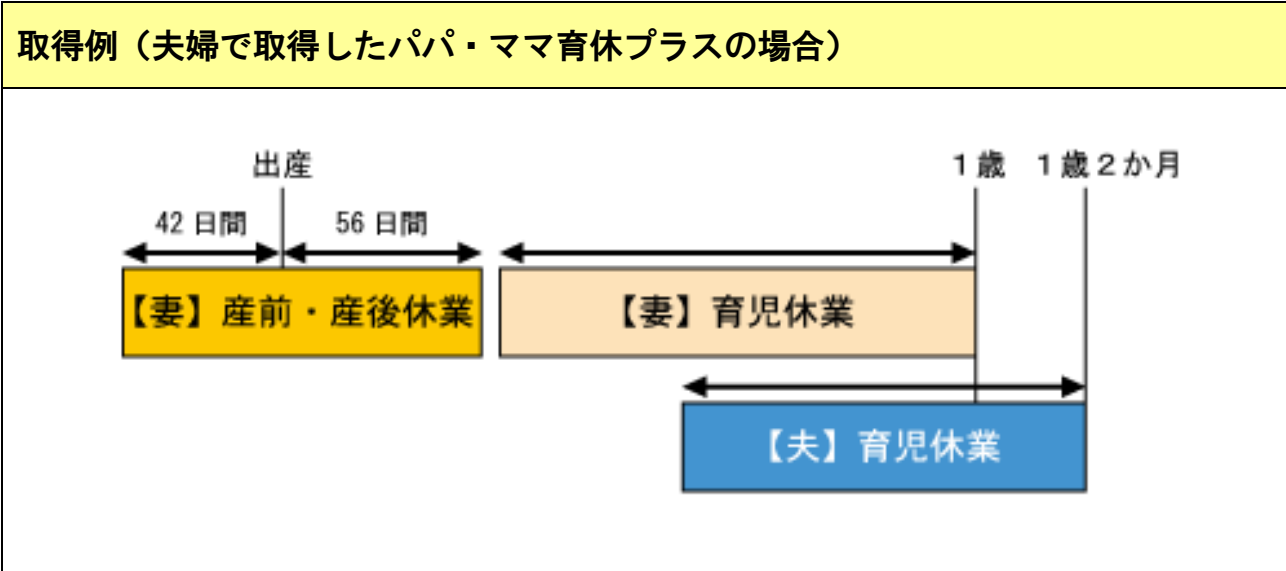 取得例（夫婦で取得したパパ・ママ育休プラスの場合）
出産
1歳 1歳2か月
42日間 56日間
【妻】産前・産後休業 【妻】育児休業
【夫】育児休業